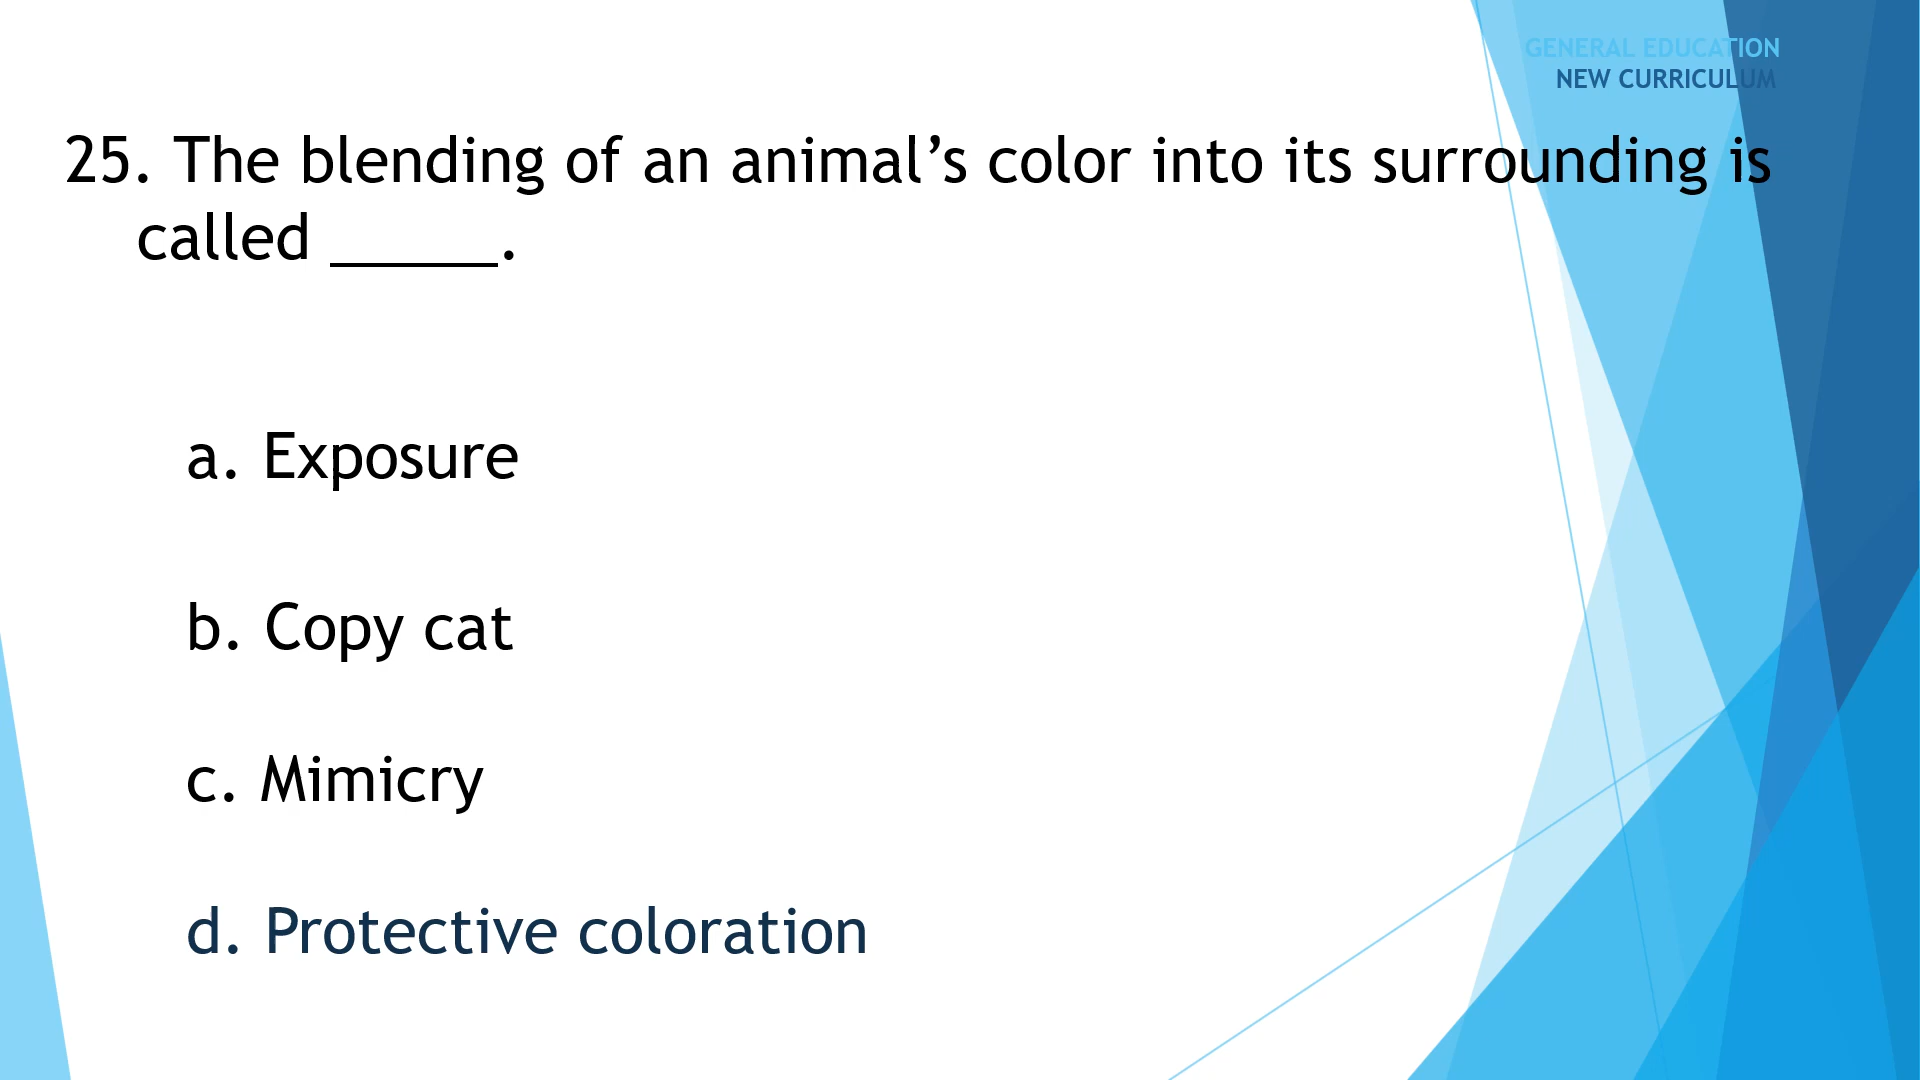 GENERAL EDUCATION
NEW CURRICULUM
25. The blending of an animal’s color into its surrounding is
called _____.
a. Exposure
b. Copy cat
c. Mimicry
d. Protective coloration